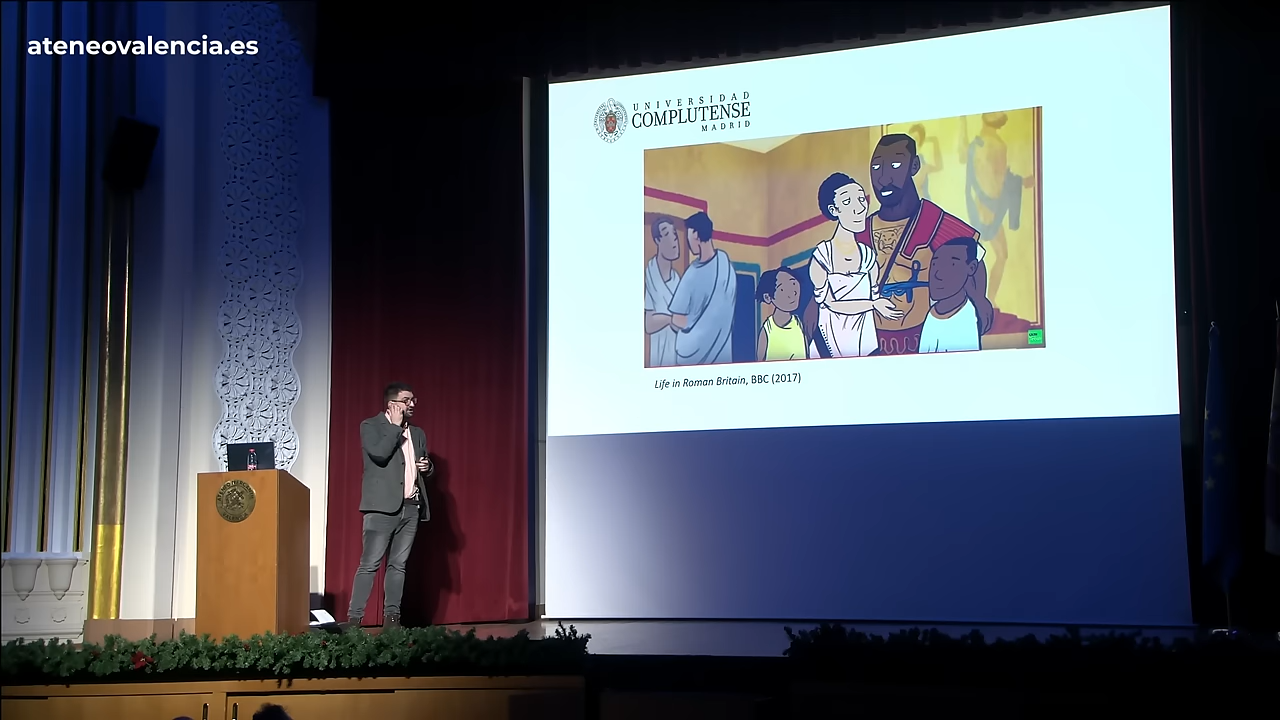 ateneovalencia.es
UNIVERSIDAD
COMPLUTENSE
MADRID
Life in Roman Britain, BBC (2017)